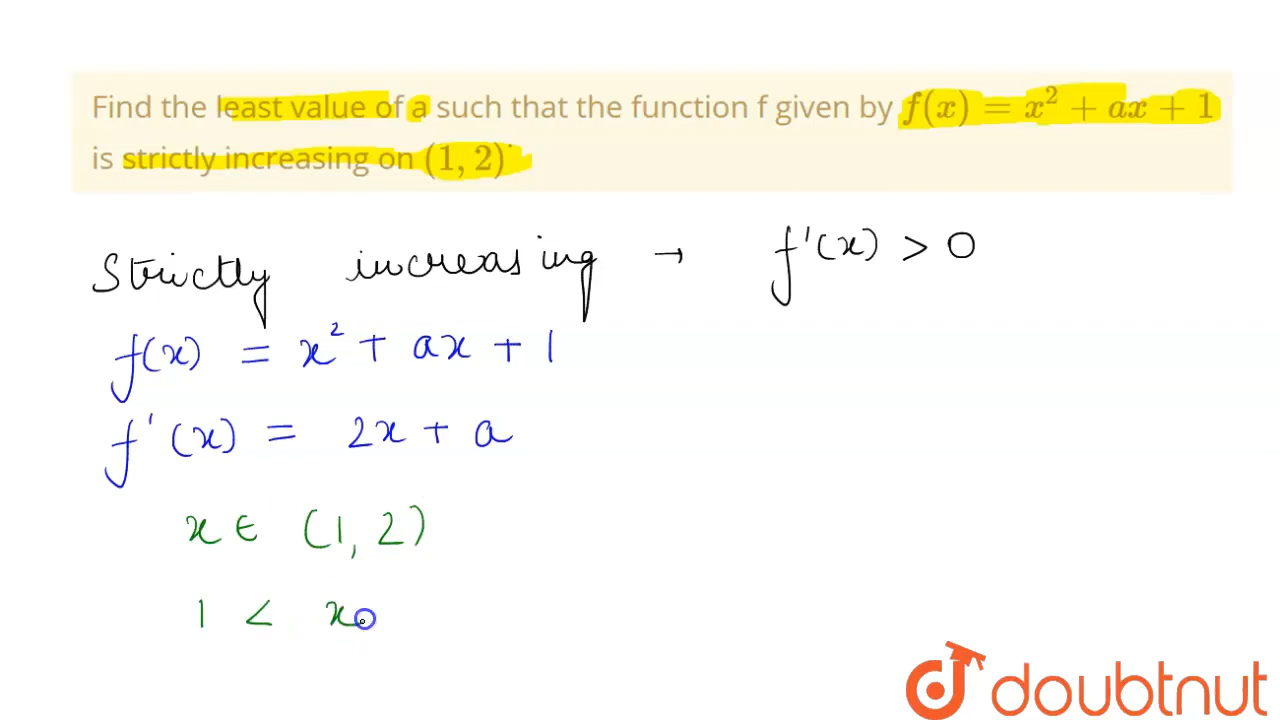 Find the least value of a such that the function f given by f(x) = x² + ax + 1
is strictly increasing on (1, 2)˙
Strictly increasing → f'(x) > 0
f(x) = x² + ax + 1
f'(x) = 2x + a
x ∈ (1, 2)
1 < x
doubtnut